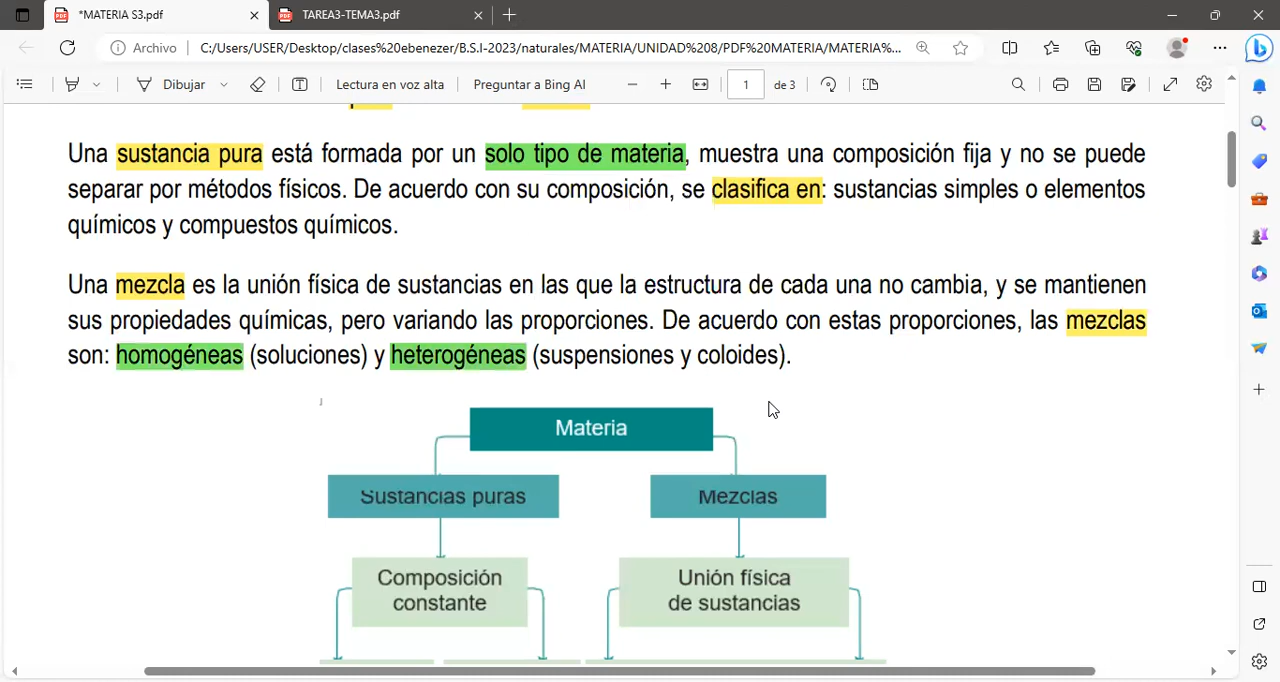 *MATERIA S3.pdf
TAREA3-TEMA3.pdf
Archivo
C:/Users/USER/Desktop/clases%20ebenezer/B.S.I-2023/naturales/MATERIA/UNIDAD%208/PDF%20MATERIA/MATERIA%...
Dibujar
Lectura en voz alta
Preguntar a Bing AI
1
de 3
Una sustancia pura está formada por un solo tipo de materia, muestra una composición fija y no se puede
separar por métodos físicos. De acuerdo con su composición, se clasifica en: sustancias simples o elementos
químicos y compuestos químicos.
Una mezcla es la unión física de sustancias en las que la estructura de cada una no cambia, y se mantienen
sus propiedades químicas, pero variando las proporciones. De acuerdo con estas proporciones, las mezclas
son: homogéneas (soluciones) y heterogéneas (suspensiones y coloides).
Materia
Sustancias puras
Mezclas
Composición
constante
Unión física
de sustancias